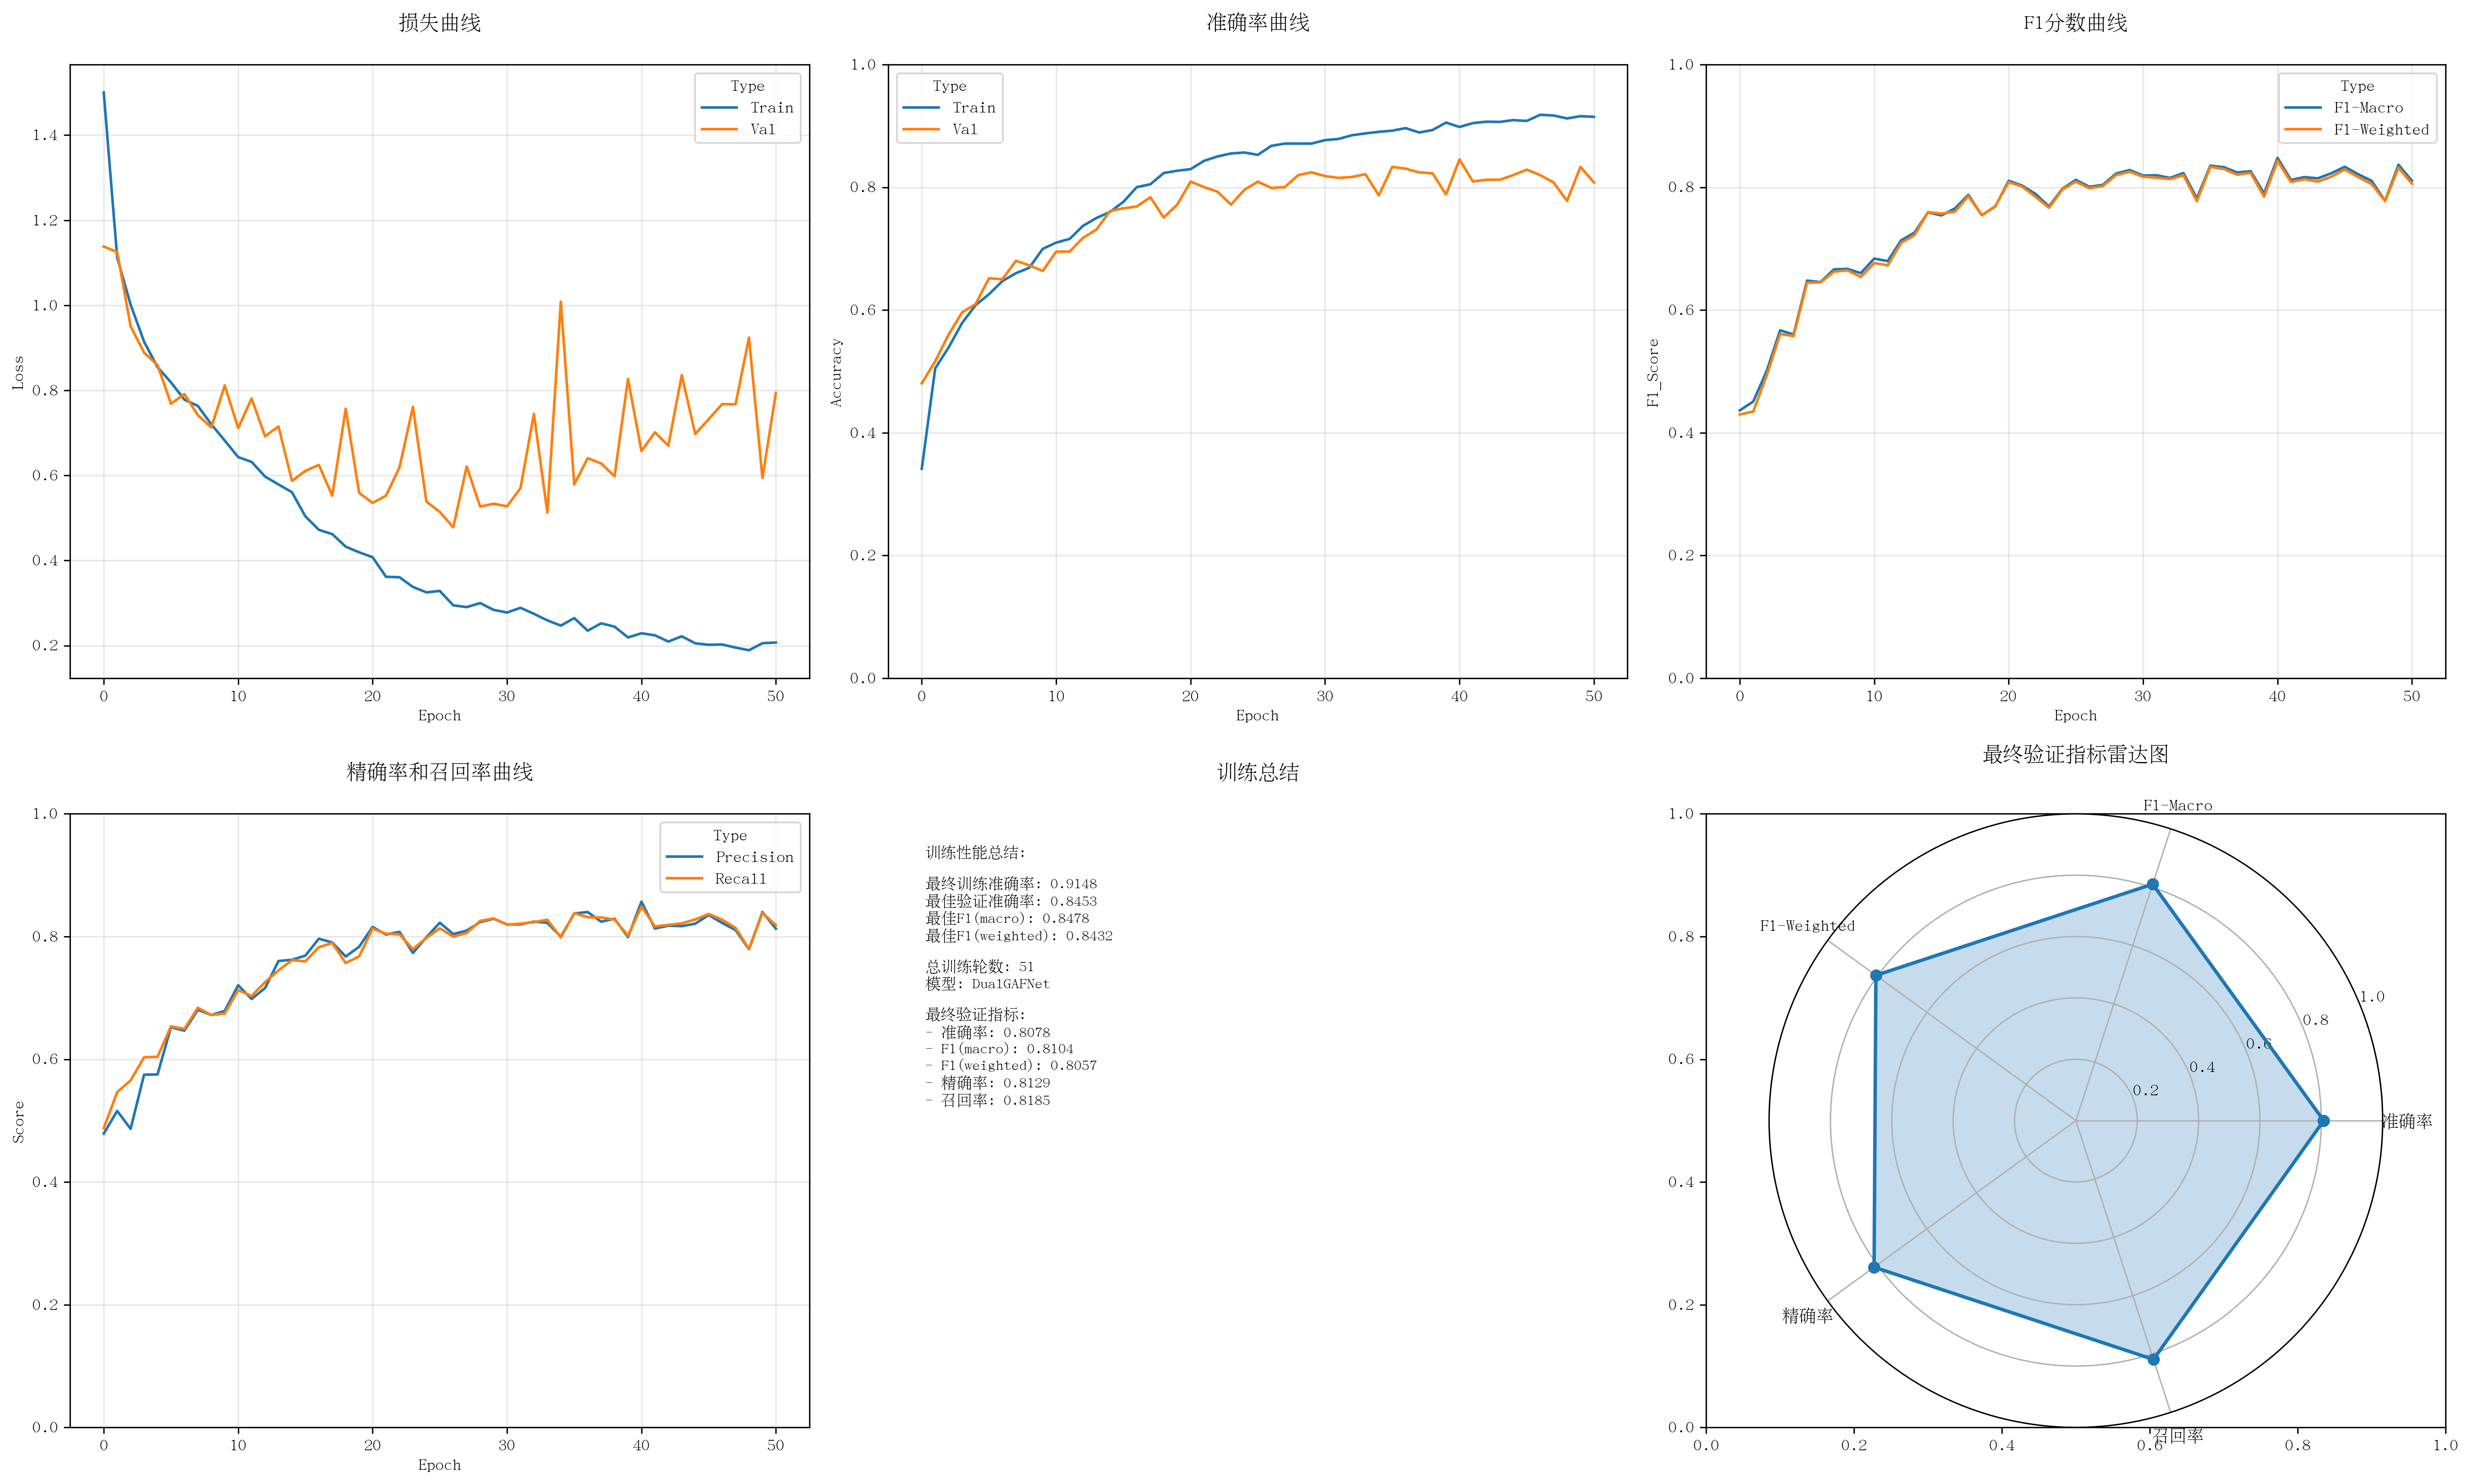 损失曲线
Type
Train
Val
1.4
1.2
1.0
0.8
0.6
0.4
0.2
Loss
0 10 20 30 40 50
Epoch
准确率曲线
Type
Train
Val
1.0
0.8
0.6
0.4
0.2
0.0
Accuracy
0 10 20 30 40 50
Epoch
F1分数曲线
Type
F1-Macro
F1-Weighted
1.0
0.8
0.6
0.4
0.2
0.0
F1_Score
0 10 20 30 40 50
Epoch
精确率和召回率曲线
Type
Precision
Recall
1.0
0.8
0.6
0.4
0.2
0.0
Score
0 10 20 30 40 50
Epoch
训练总结
训练性能总结:
最终训练准确率: 0.9148
最佳验证准确率: 0.8453
最佳F1(macro): 0.8478
最佳F1(weighted): 0.8432
总训练轮数: 51
模型: DualGAFNet
最终验证指标:
- 准确率: 0.8078
- F1(macro): 0.8104
- F1(weighted): 0.8057
- 精确率: 0.8129
- 召回率: 0.8185
最终验证指标雷达图
F1-Macro
F1-Weighted
准确率
精确率
召回率
1.0
0.8
0.6
0.4
0.2
1.0
0.8
0.6
0.4
0.2
0.0
0.0 0.2 0.4 0.6 0.8 1.0